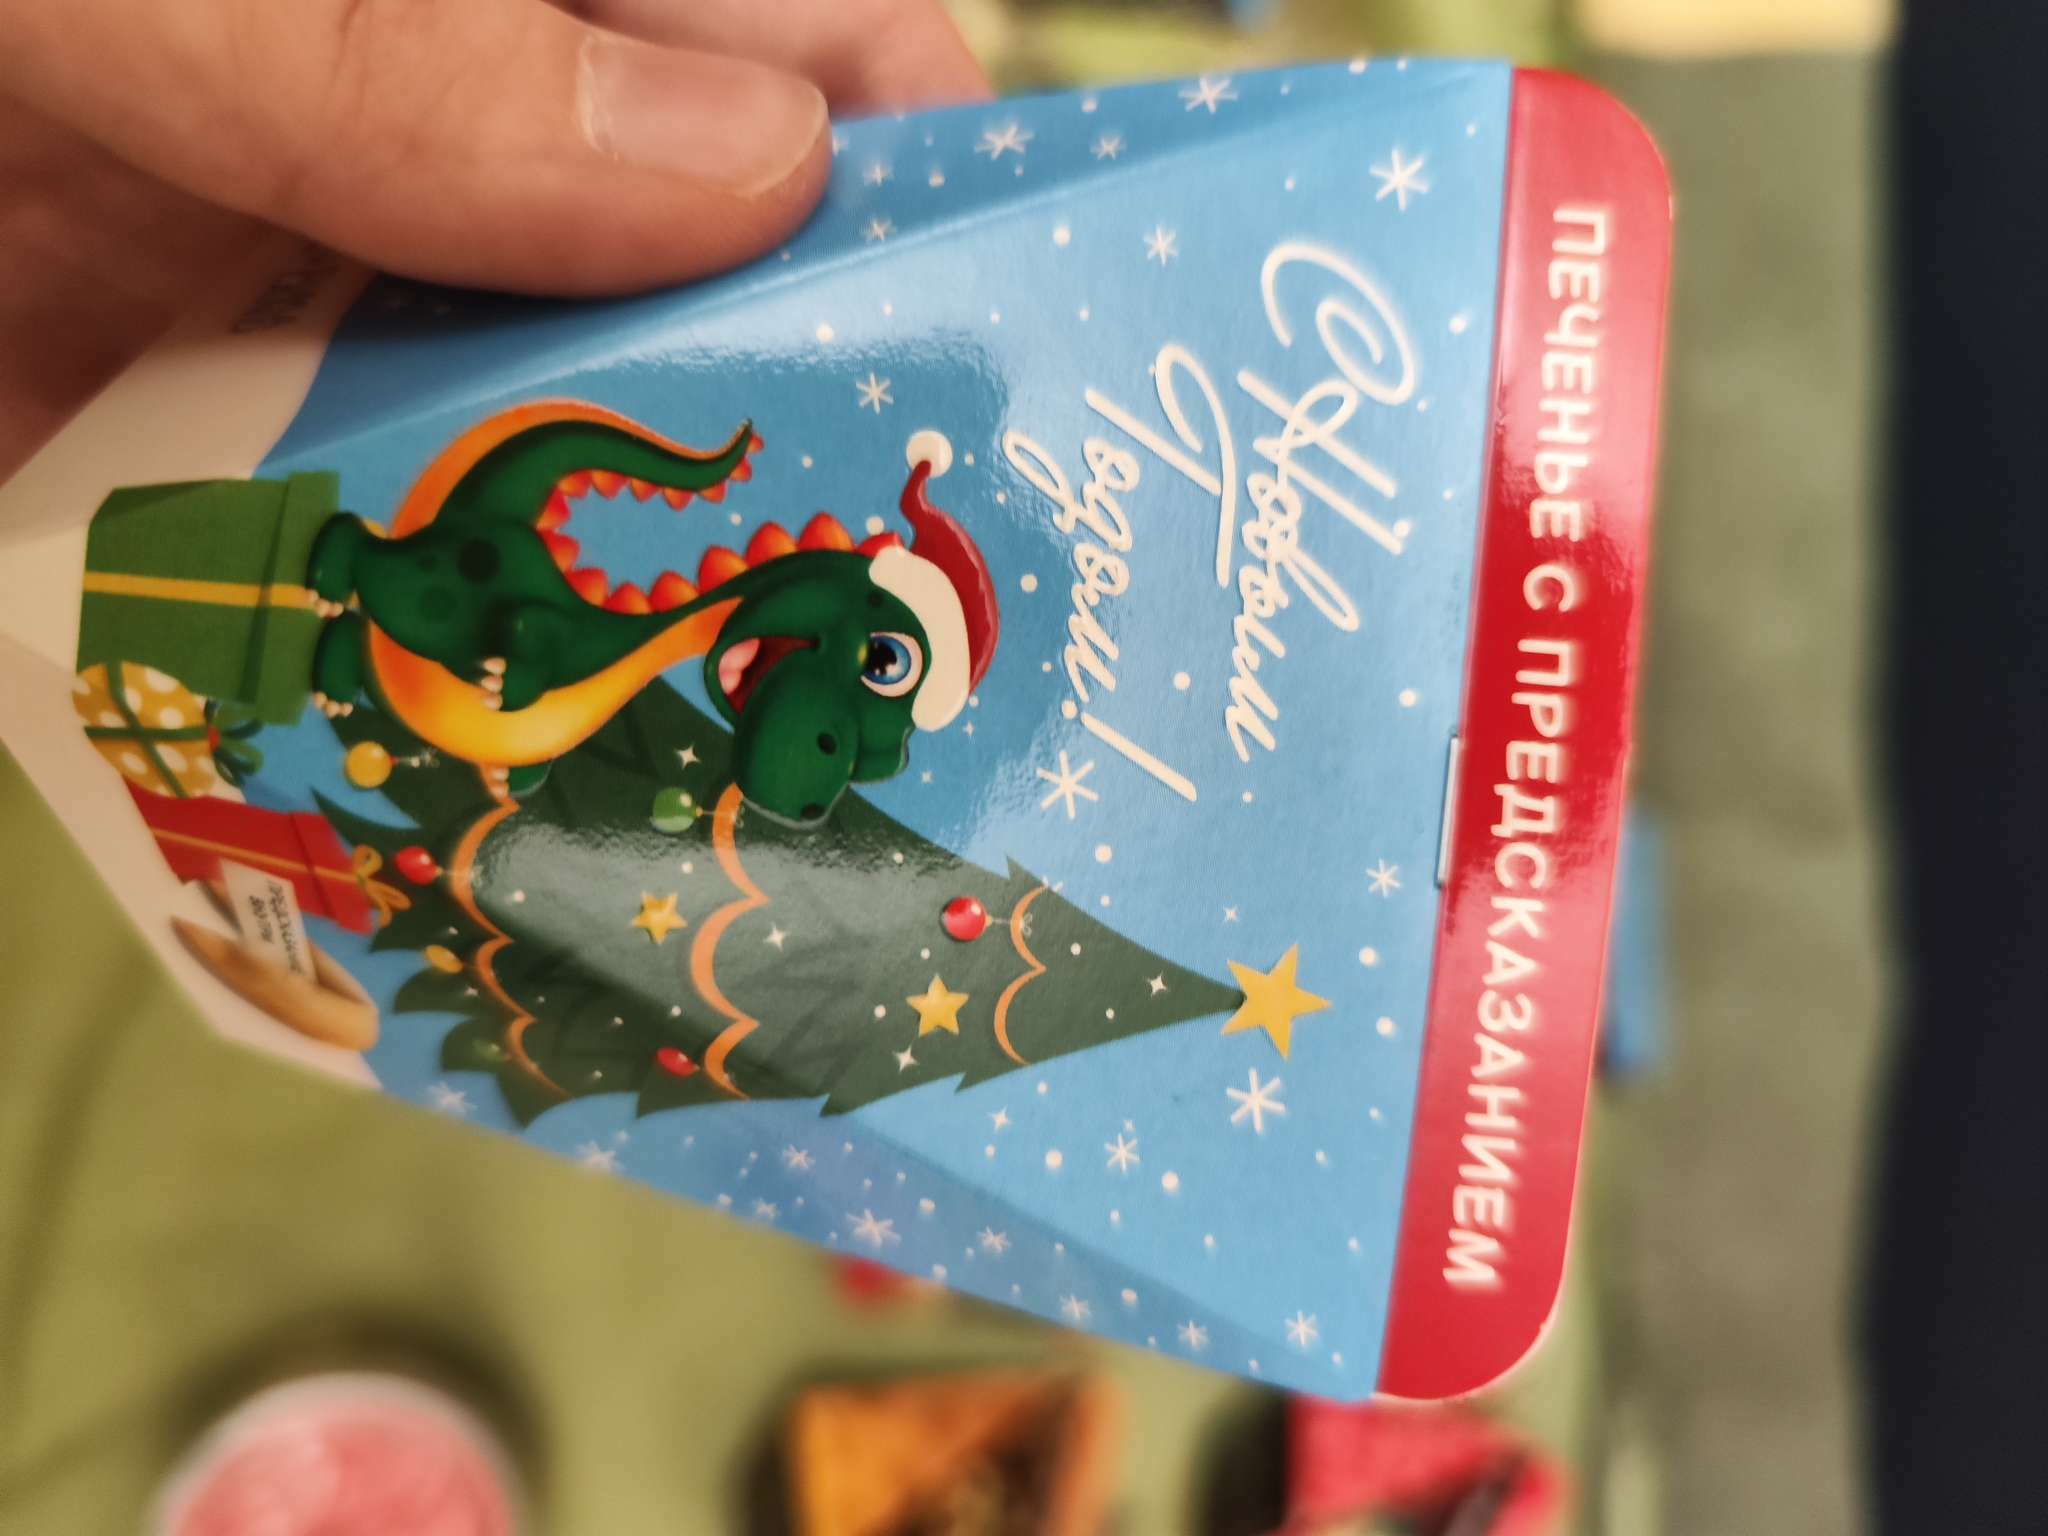 ПЕЧЕНЬЕ С ПРЕДСКАЗАНИЕМ
С Новым
Годом!